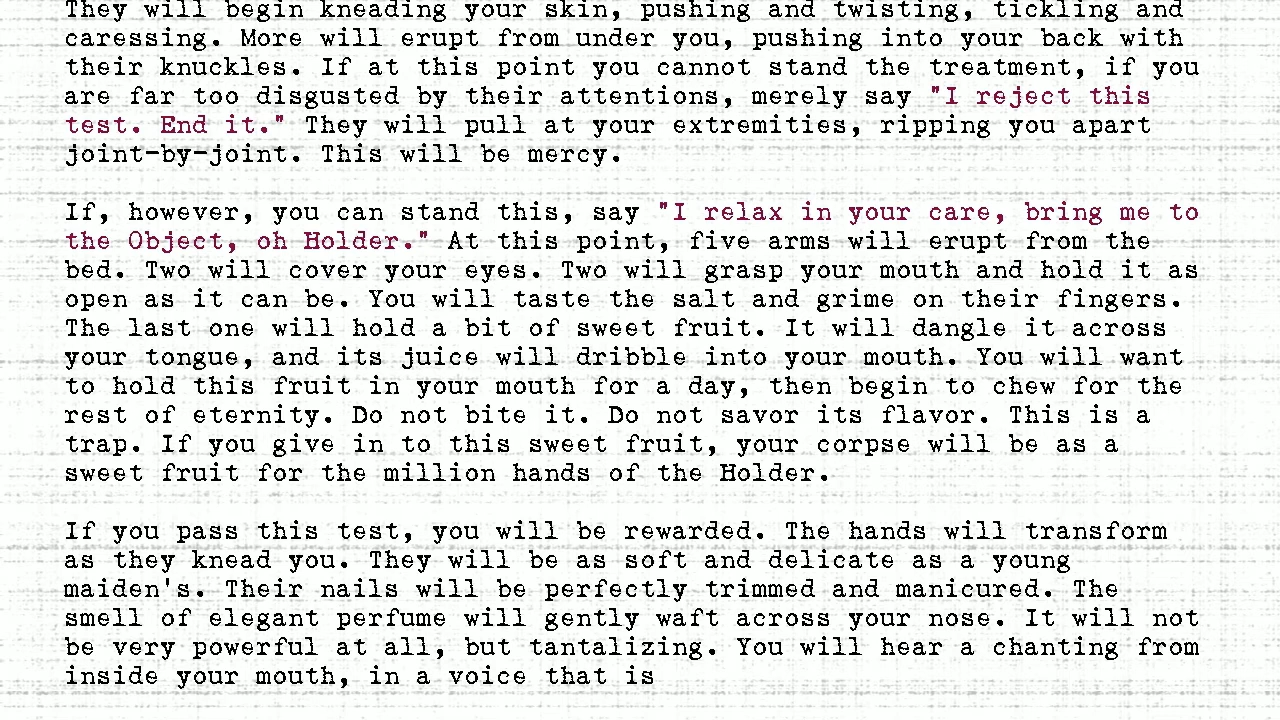 They will begin kneading your skin, pushing and twisting, tickling and
caressing. More will erupt from under you, pushing into your back with
their knuckles. If at this point you cannot stand the treatment, if you
are far too disgusted by their attentions, merely say "I reject this
test. End it." They will pull at your extremities, ripping you apart
joint-by-joint. This will be mercy.
If, however, you can stand this, say "I relax in your care, bring me to
the Object, oh Holder." At this point, five arms will erupt from the
bed. Two will cover your eyes. Two will grasp your mouth and hold it as
open as it can be. You will taste the salt and grime on their fingers.
The last one will hold a bit of sweet fruit. It will dangle it across
your tongue, and its juice will dribble into your mouth. You will want
to hold this fruit in your mouth for a day, then begin to chew for the
rest of eternity. Do not bite it. Do not savor its flavor. This is a
trap. If you give in to this sweet fruit, your corpse will be as a
sweet fruit for the million hands of the Holder.
If you pass this test, you will be rewarded. The hands will transform
as they knead you. They will be as soft and delicate as a young
maiden's. Their nails will be perfectly trimmed and manicured. The
smell of elegant perfume will gently waft across your nose. It will not
be very powerful at all, but tantalizing. You will hear a chanting from
inside your mouth, in a voice that is